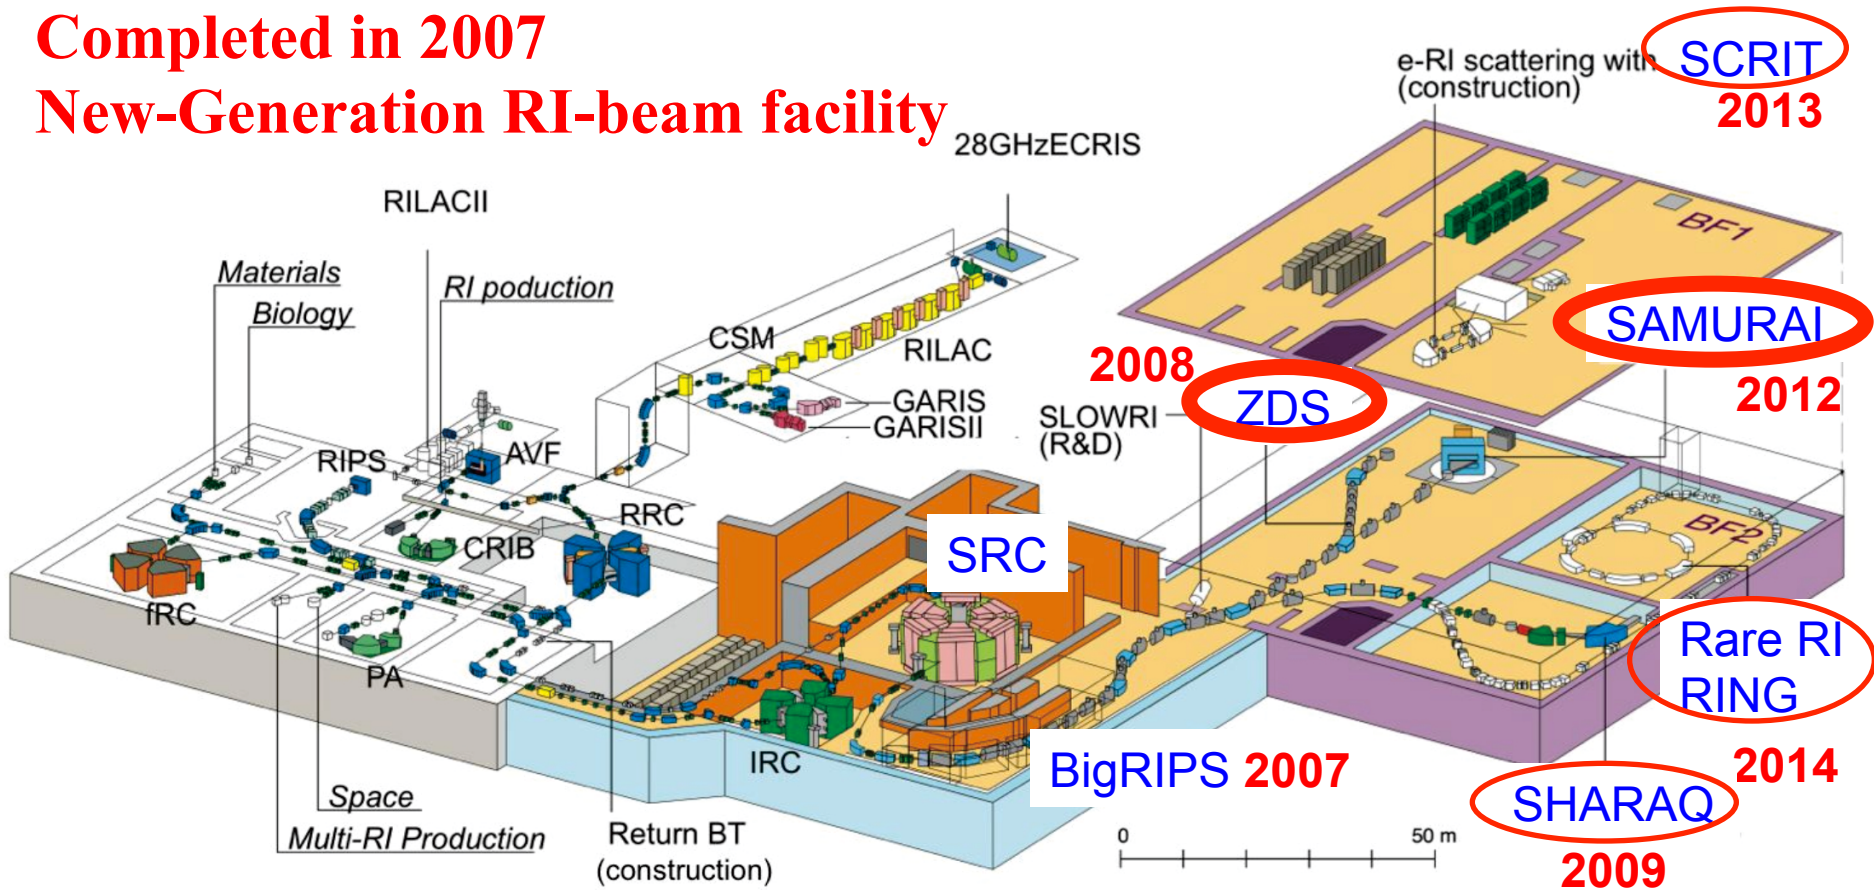 Completed in 2007
New-Generation RI-beam facility
e-RI scattering with
(construction)
SCRIT
2013
28GHzECRIS
RILACII
Materials
Biology
RI poduction
CSM
RILAC
GARIS
GARISII
BF1
SAMURAI
2012
2008
ZDS
SLOWRI
(R&D)
RIPS
AVF
RRC
CRIB
fRC
PA
SRC
BF2
Rare RI
RING
2014
IRC
BigRIPS 2007
SHARAQ
2009
Space
Multi-RI Production
Return BT
(construction)
0
50 m